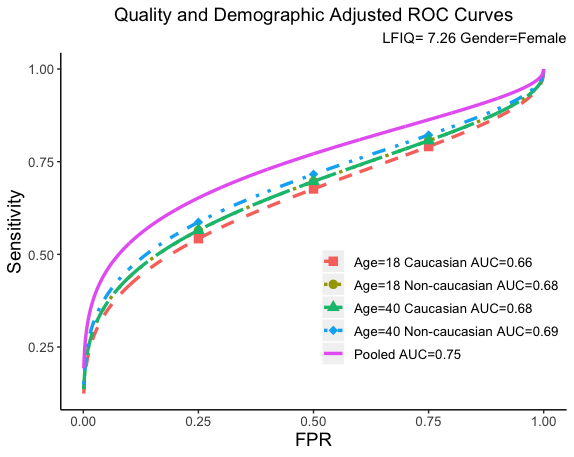 Quality and Demographic Adjusted ROC Curves
LFIQ= 7.26 Gender=Female
1.00
0.75
0.50
0.25
Sensitivity
Age=18 Caucasian AUC=0.66
Age=18 Non-caucasian AUC=0.68
Age=40 Caucasian AUC=0.68
Age=40 Non-caucasian AUC=0.69
Pooled AUC=0.75
0.00 0.25 0.50 0.75 1.00
FPR